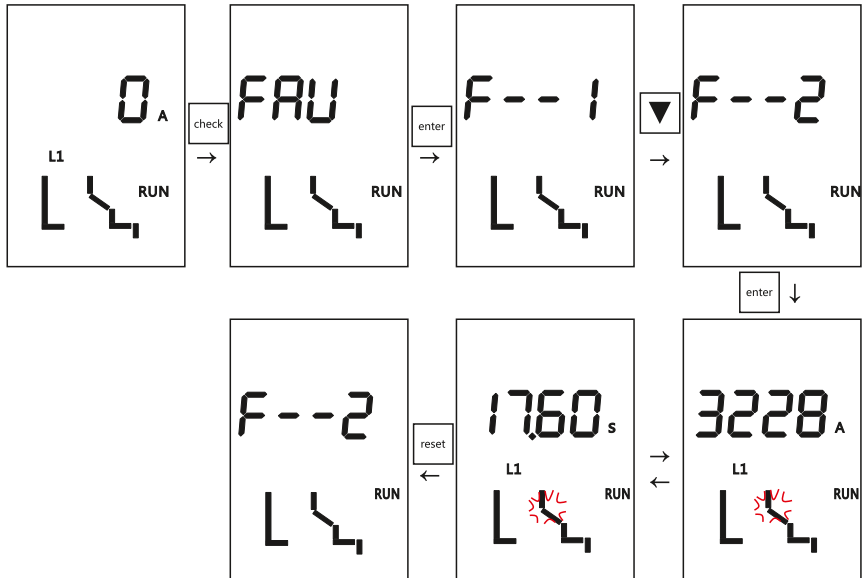 0 A
L1
L RUN
check
→
FAU
L RUN
enter
→
F--1
L RUN
▼
→
F--2
L RUN
enter ↓
3228 A
L1
L RUN
→
←
17.60 s
L1
L RUN
reset
←
F--2
L RUN